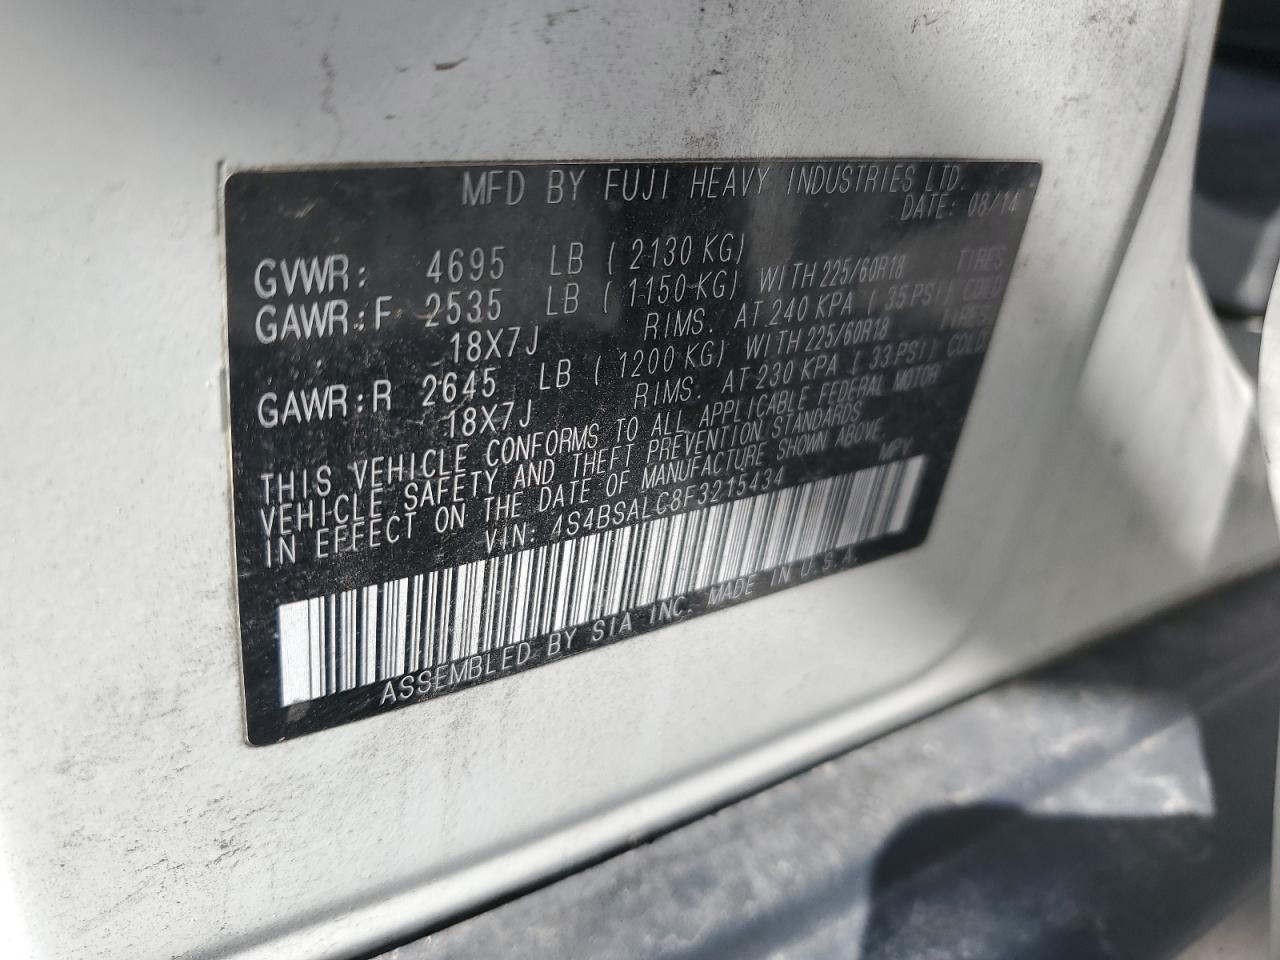 MFD BY FUJI HEAVY INDUSTRIES LTD.
DATE: 08/14
GVWR: 4695 LB ( 2130 KG)
GAWR:F 2535 LB ( 1150 KG) WITH 225/60R18 TIRES
18X7J RIMS. AT 240 KPA ( 35 PSI) COLD
GAWR:R 2645 LB ( 1200 KG) WITH 225/60R18 TIRES
18X7J RIMS. AT 230 KPA ( 33 PSI) COLD
THIS VEHICLE CONFORMS TO ALL APPLICABLE FEDERAL MOTOR
VEHICLE SAFETY AND THEFT PREVENTION STANDARDS
IN EFFECT ON THE DATE OF MANUFACTURE SHOWN ABOVE.
VIN: 4S4BSALC8F3215434 MPV
ASSEMBLED BY SIA INC. MADE IN U.S.A.